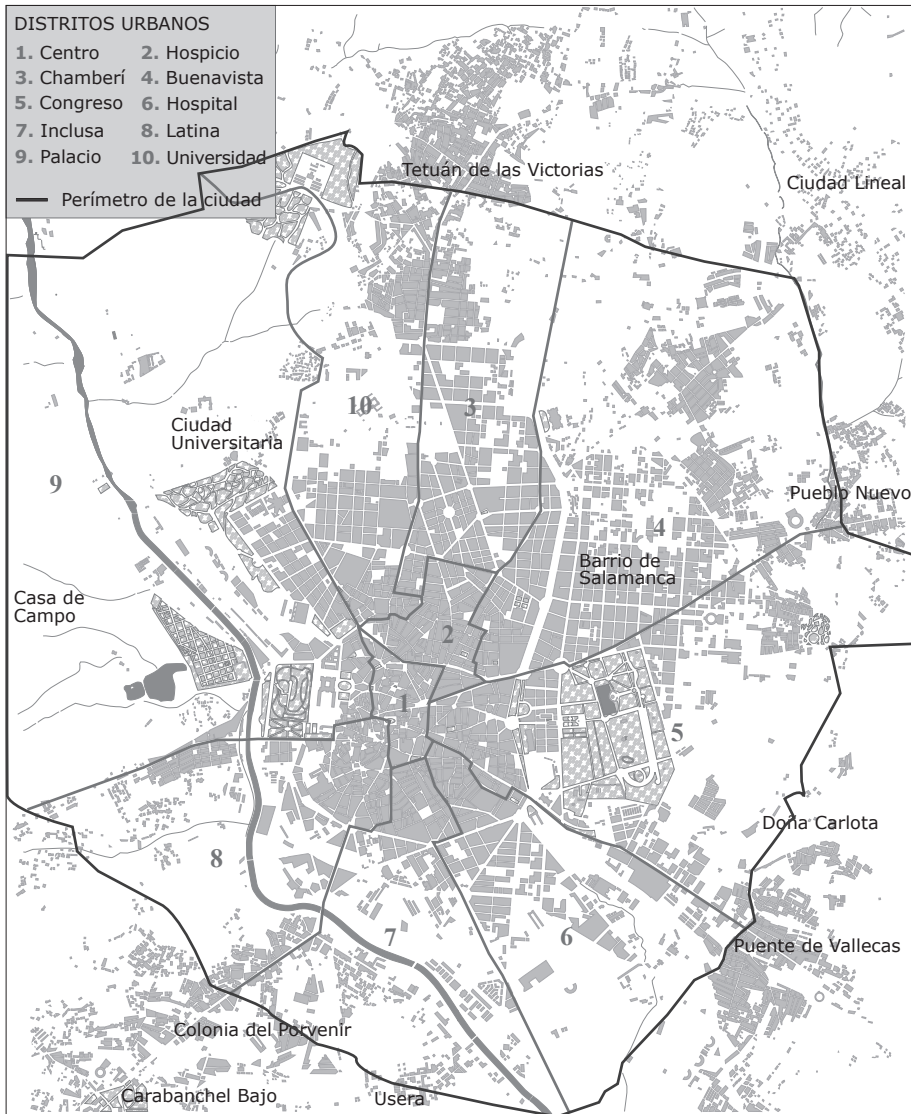 DISTRITOS URBANOS
1. Centro 2. Hospicio
3. Chamberí 4. Buenavista
5. Congreso 6. Hospital
7. Inclusa 8. Latina
9. Palacio 10. Universidad
Perímetro de la ciudad
Tetuán de las Victorias
Ciudad Lineal
10
3
Ciudad
Universitaria
9
Pueblo Nuevo
4
Barrio de
Salamanca
Casa de
Campo
2
1
5
Doña Carlota
8
7
6
Puente de Vallecas
Colonia del Porvenir
Carabanchel Bajo
Usera